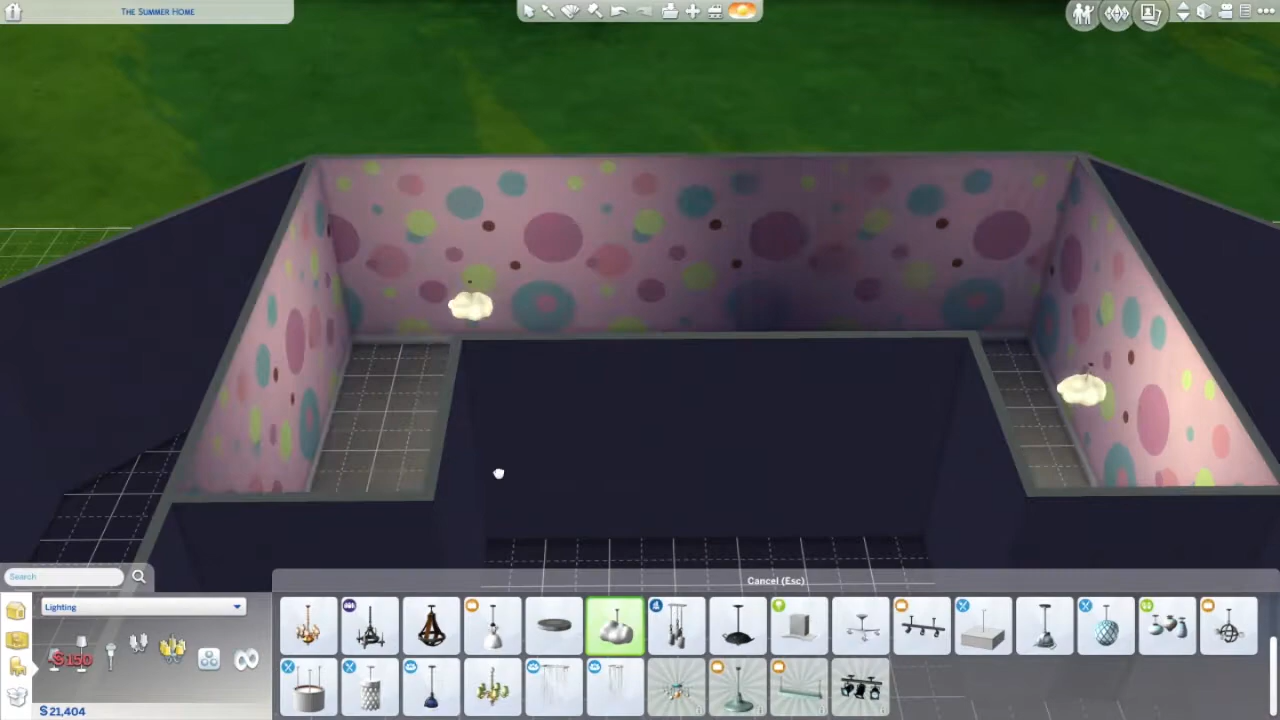 THE SUMMER HOME
Cancel (Esc)
Search
Lighting
-$150
$21,404